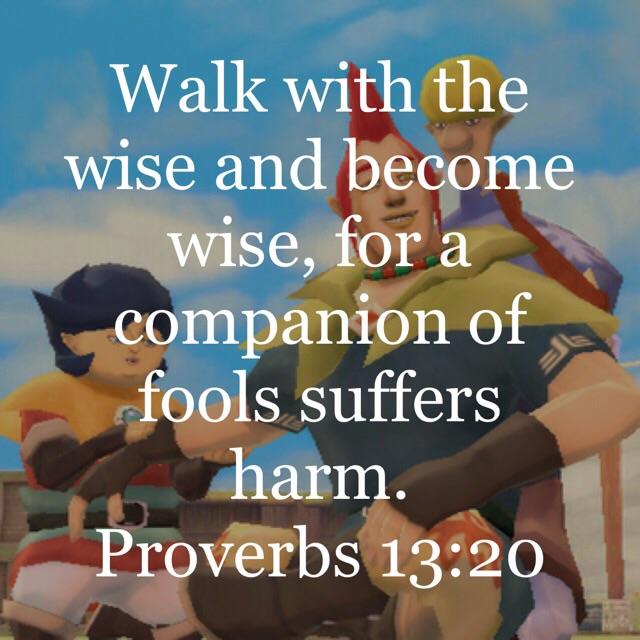 Walk with the
wise and become
wise, for a
companion of
fools suffers
harm.
Proverbs 13:20